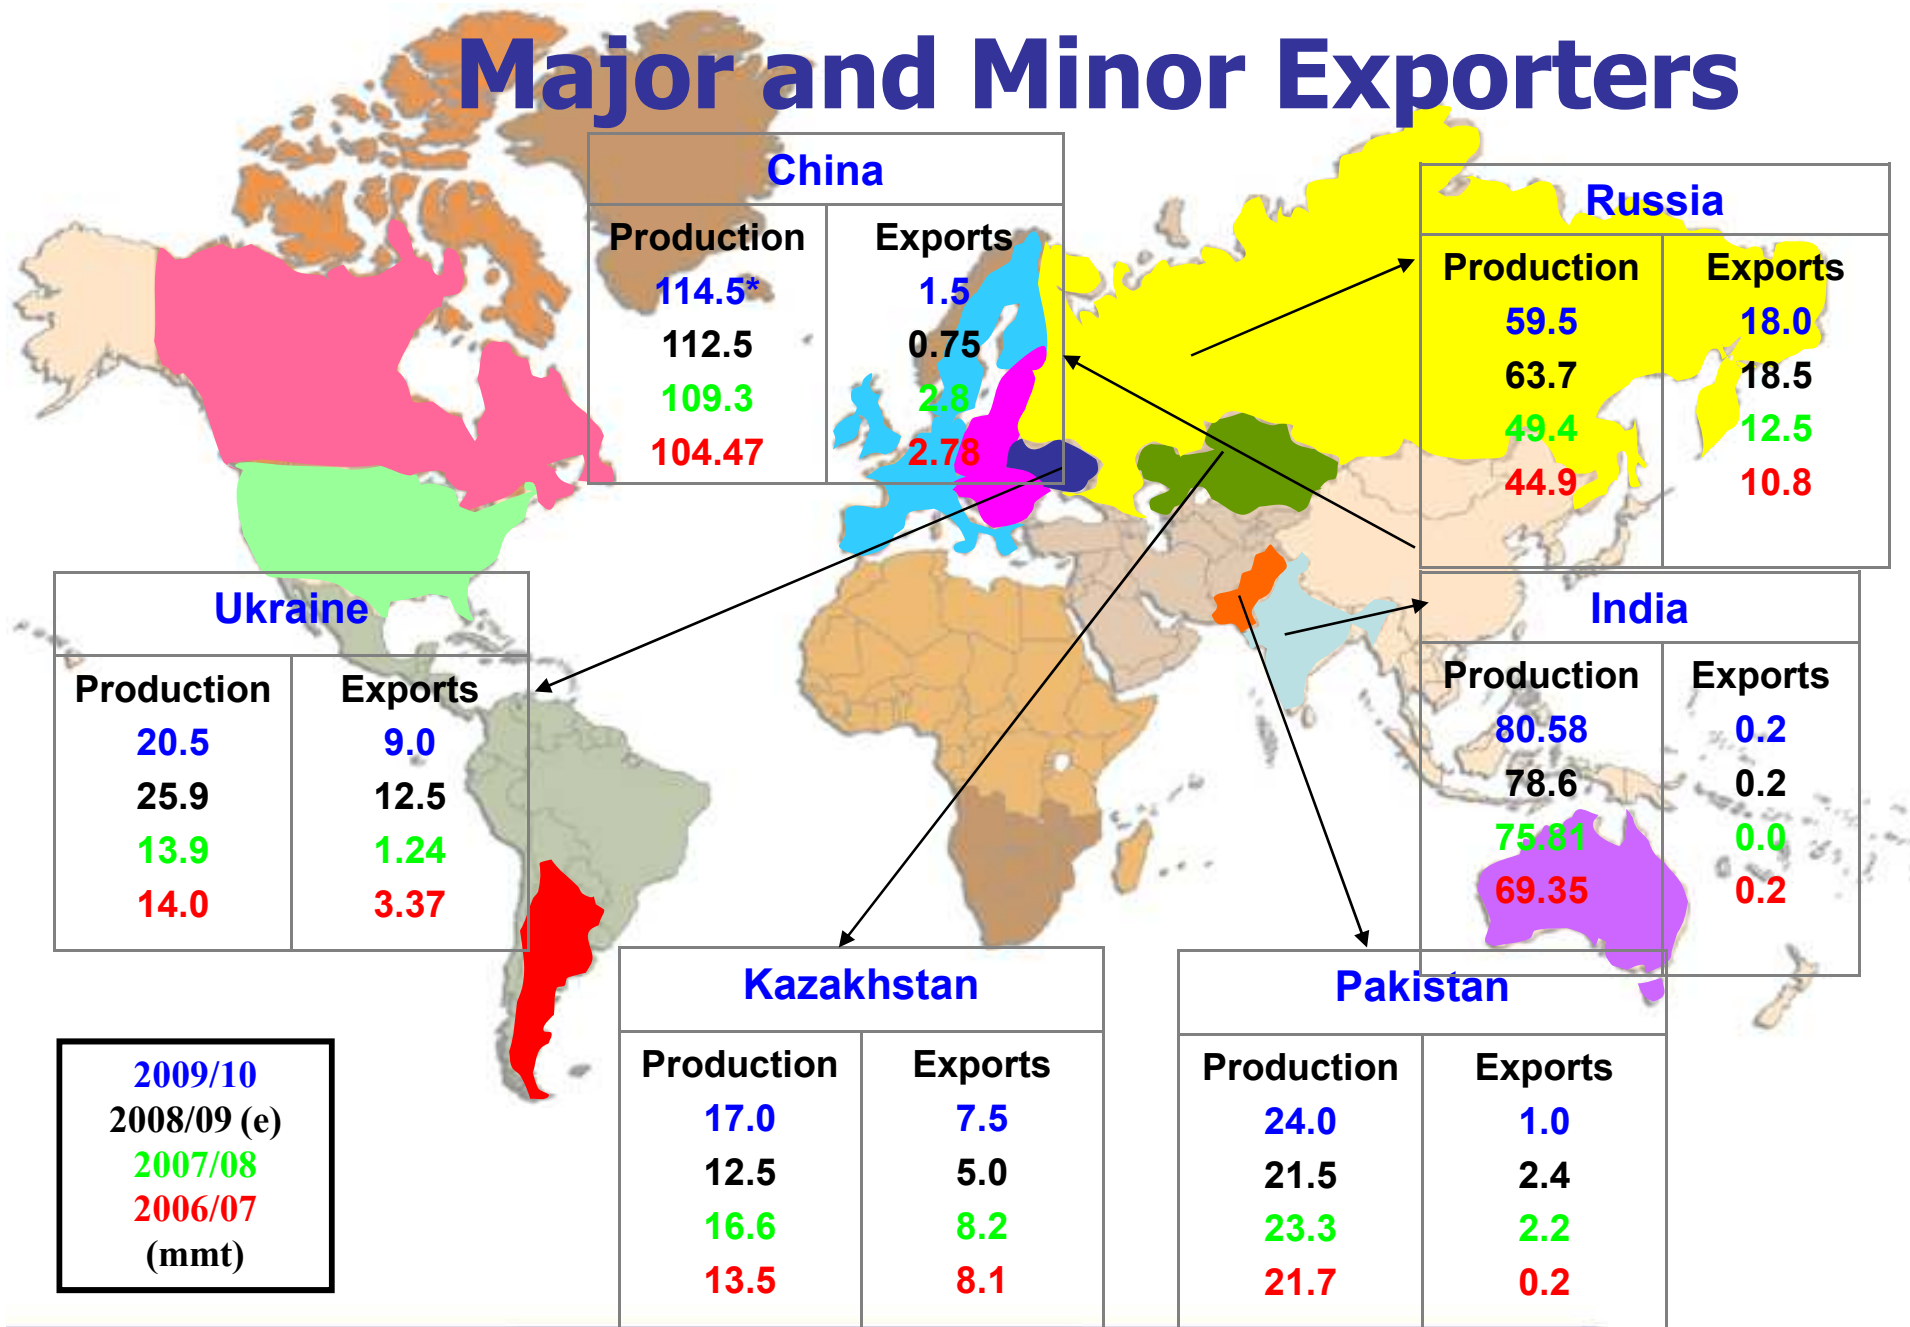 Major and Minor Exporters
China
Production Exports
114.5* 1.5
112.5 0.75
109.3 2.8
104.47 2.78
Russia
Production Exports
59.5 18.0
63.7 18.5
49.4 12.5
44.9 10.8
Ukraine
Production Exports
20.5 9.0
25.9 12.5
13.9 1.24
14.0 3.37
India
Production Exports
80.58 0.2
78.6 0.2
75.81 0.0
69.35 0.2
Kazakhstan
Production Exports
17.0 7.5
12.5 5.0
16.6 8.2
13.5 8.1
Pakistan
Production Exports
24.0 1.0
21.5 2.4
23.3 2.2
21.7 0.2
2009/10
2008/09 (e)
2007/08
2006/07
(mmt)